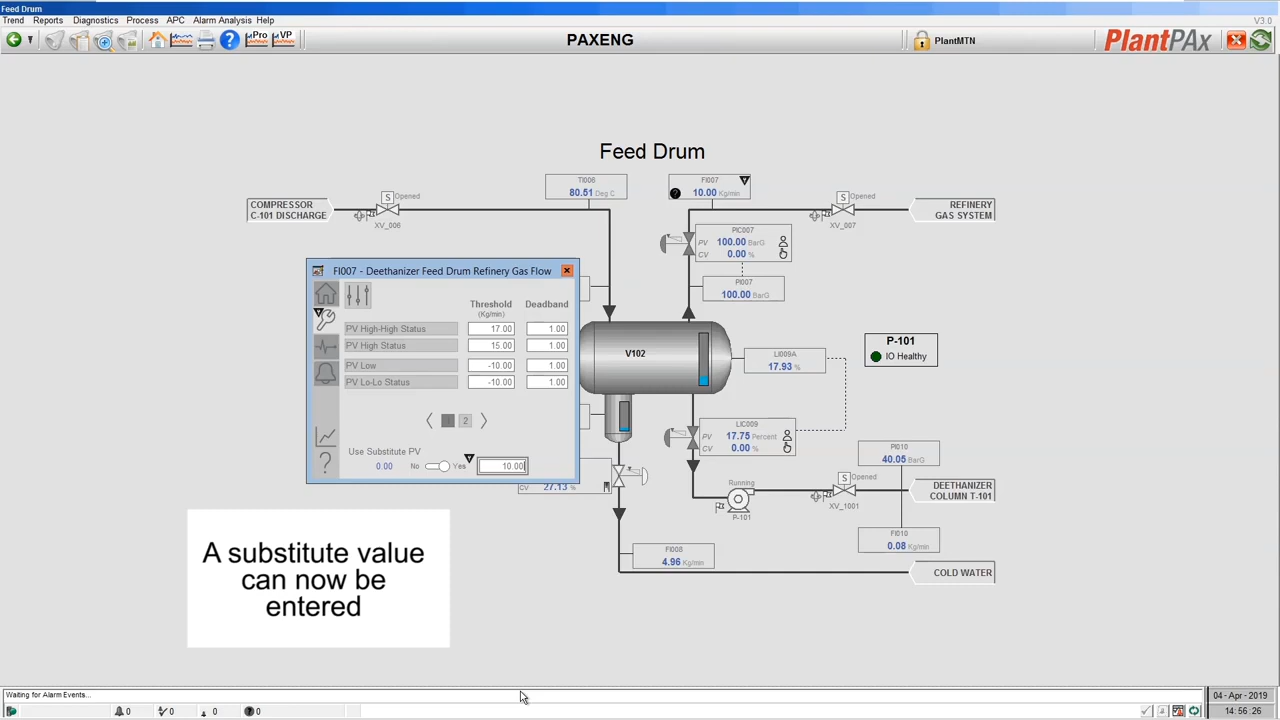 Feed Drum
Trend Reports Diagnostics Process APC Alarm Analysis Help
V3.0
Pro VP
PAXENG
PlantMTN
PlantPAx
Feed Drum
COMPRESSOR
C-101 DISCHARGE
S Opened
XV_006
TI006
80.51 Deg C
FI007
? 10.00 Kg/min
S Opened
XV_007
REFINERY
GAS SYSTEM
PIC007
PV 100.00 BarG
CV 0.00 %
PI007
100.00 BarG
FI007 - Deethanizer Feed Drum Refinery Gas Flow
Threshold Deadband
(Kg/min)
PV High-High Status 17.00 1.00
PV High Status 15.00 1.00
PV Low -10.00 1.00
PV Lo-Lo Status -10.00 1.00
1 2
Use Substitute PV
0.00 No Yes 10.00
V102
LI009A
17.93 %
P-101
IO Healthy
LIC009
PV 17.75 Percent
CV 0.00 %
CV 27.13 %
Running
P-101
S Opened
XV_1001
PI010
40.05 BarG
DEETHANIZER
COLUMN T-101
FI010
0.08 Kg/min
FI008
4.96 Kg/min
COLD WATER
A substitute value
can now be
entered
Waiting for Alarm Events...
04 - Apr - 2019
0 0 0 0
14 : 56 : 26